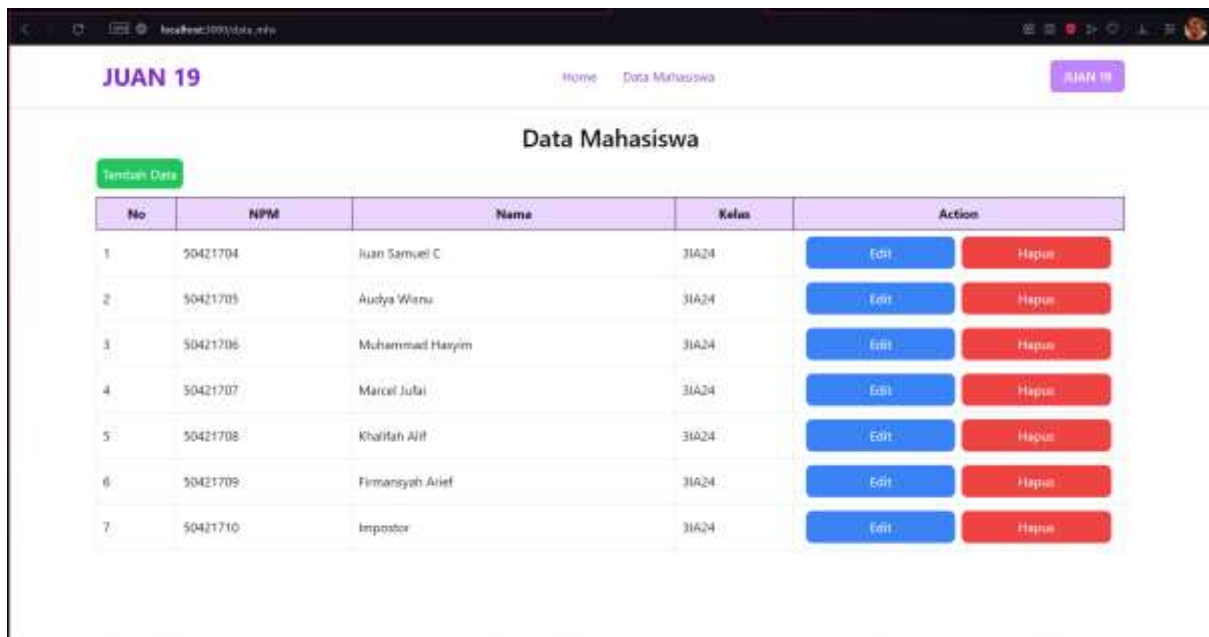 localhost:3000/data_mhs
JUAN 19 Home Data Mahasiswa JUAN 19
Data Mahasiswa
Tambah Data
No NPM Nama Kelas Action
1 50421704 Juan Samuel C 3IA24 Edit Hapus
2 50421705 Audya Wisnu 3IA24 Edit Hapus
3 50421706 Muhammad Hasyim 3IA24 Edit Hapus
4 50421707 Marcel Jufai 3IA24 Edit Hapus
5 50421708 Khalifah Alif 3IA24 Edit Hapus
6 50421709 Firmansyah Arief 3IA24 Edit Hapus
7 50421710 Impostor 3IA24 Edit Hapus